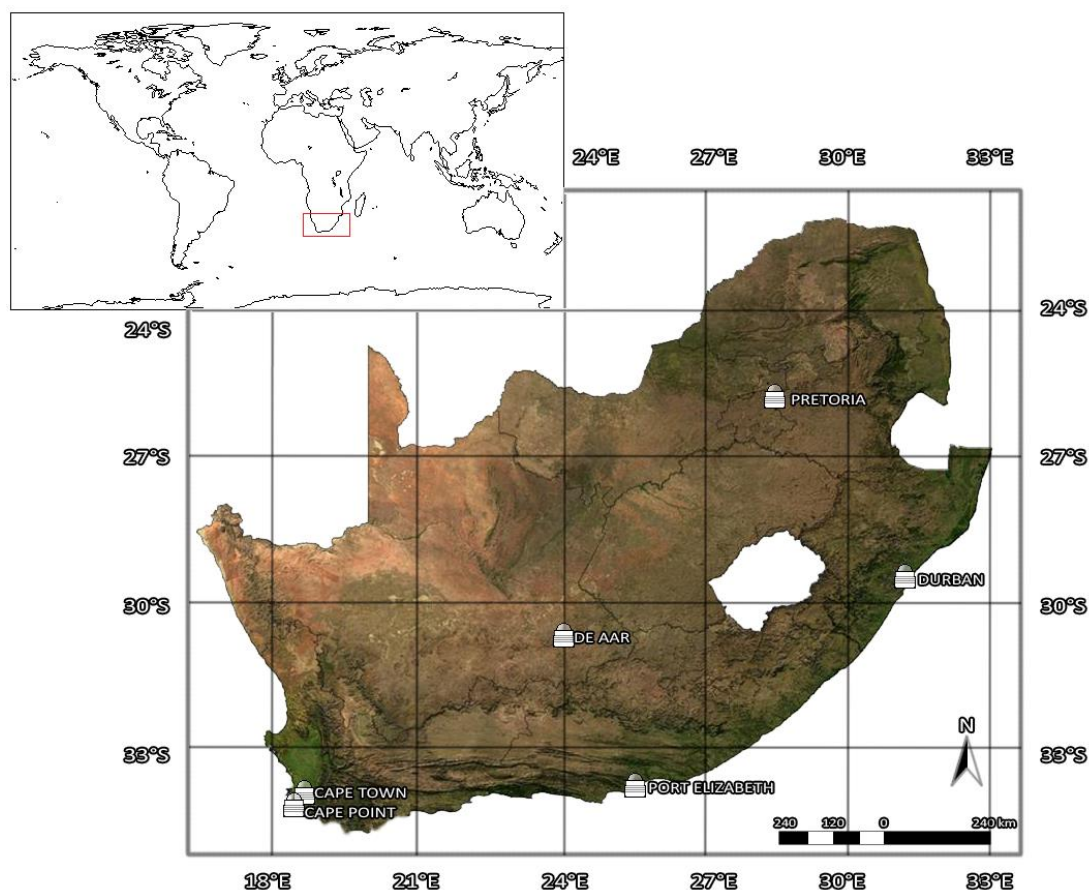 24°E 27°E 30°E 33°E
24°S 24°S
PRETORIA
27°S 27°S
DURBAN
30°S 30°S
DE AAR
N
33°S 33°S
CAPE TOWN PORT ELIZABETH
CAPE POINT
240 120 0 240 km
18°E 21°E 24°E 27°E 30°E 33°E